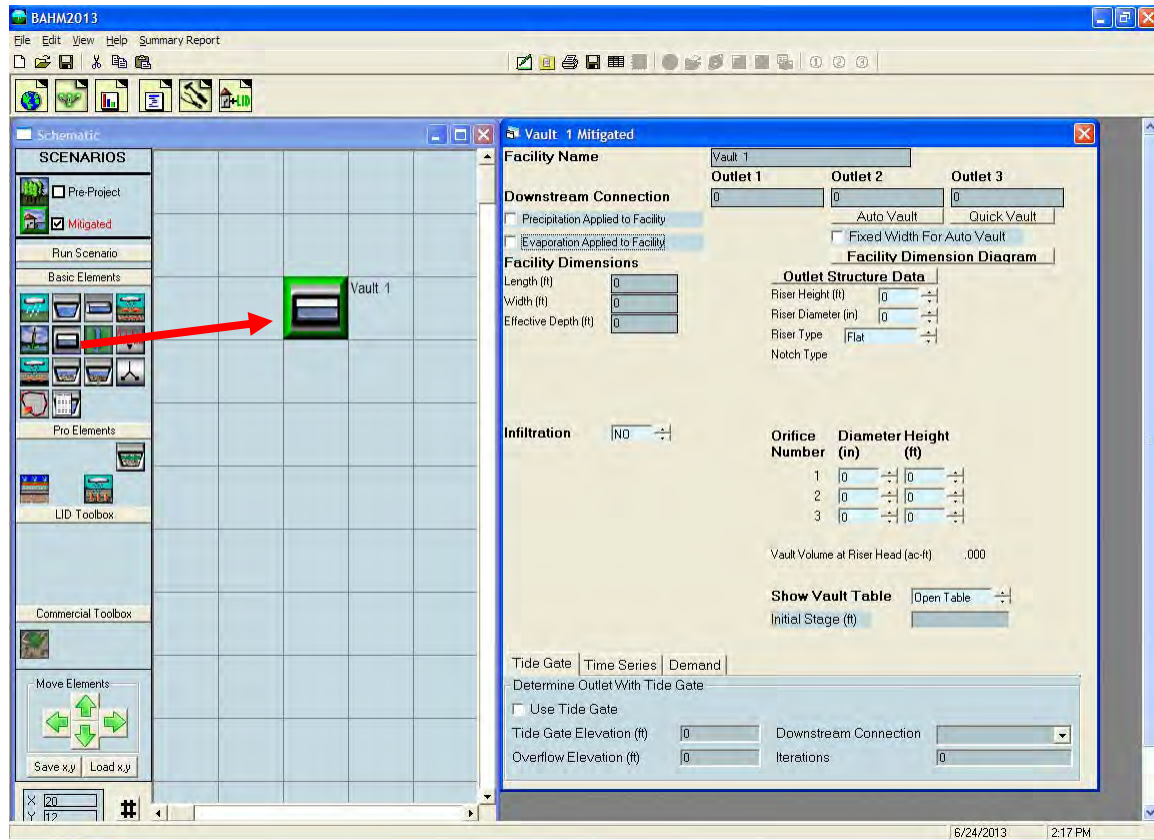 BAHM2013
File Edit View Help Summary Report
+LID
Schematic
SCENARIOS
Pre-Project
Mitigated
Run Scenario
Basic Elements
Pro Elements
LID Toolbox
Commercial Toolbox
Move Elements
Save x,y Load x,y
X 20
Y 12
#
Vault 1
Vault 1 Mitigated
Facility Name Vault 1
Outlet 1 Outlet 2 Outlet 3
Downstream Connection 0 0 0
Precipitation Applied to Facility Auto Vault Quick Vault
Evaporation Applied to Facility Fixed Width For Auto Vault
Facility Dimensions Facility Dimension Diagram
Length (ft) 0 Outlet Structure Data
Width (ft) 0 Riser Height (ft) 0
Effective Depth (ft) 0 Riser Diameter (in) 0
Riser Type Flat
Notch Type
Infiltration NO
Orifice Diameter Height
Number (in) (ft)
1 0 0
2 0 0
3 0 0
Vault Volume at Riser Head (ac-ft) .000
Show Vault Table Open Table
Initial Stage (ft)
Tide Gate Time Series Demand
Determine Outlet With Tide Gate
Use Tide Gate
Tide Gate Elevation (ft) 0 Downstream Connection
Overflow Elevation (ft) 0 Iterations 0
6/24/2013 2:17 PM